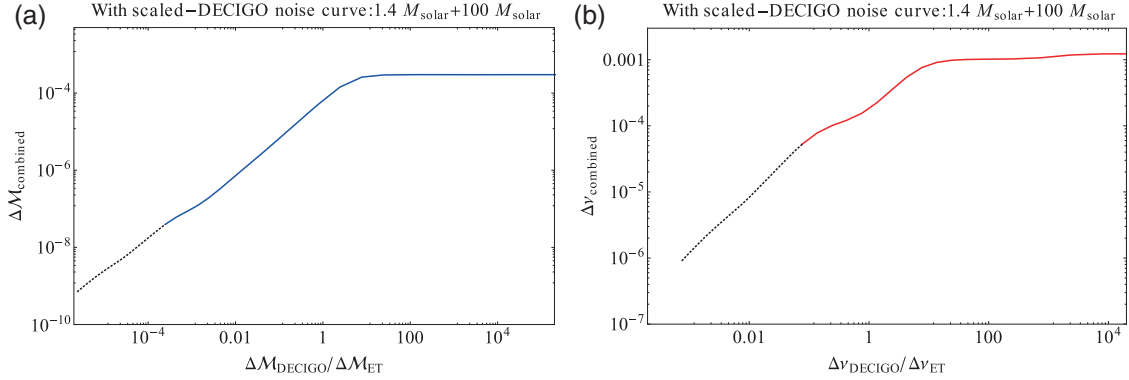 (a)
With scaled−DECIGO noise curve:1.4 M_solar+100 M_solar
10^-4
10^-6
10^-8
10^-10
Δℳ_combined
10^-4
0.01
1
100
10^4
Δℳ_DECIGO/Δℳ_ET
(b)
With scaled−DECIGO noise curve:1.4 M_solar+100 M_solar
0.001
10^-4
10^-5
10^-6
10^-7
Δν_combined
0.01
1
100
10^4
Δν_DECIGO/Δν_ET